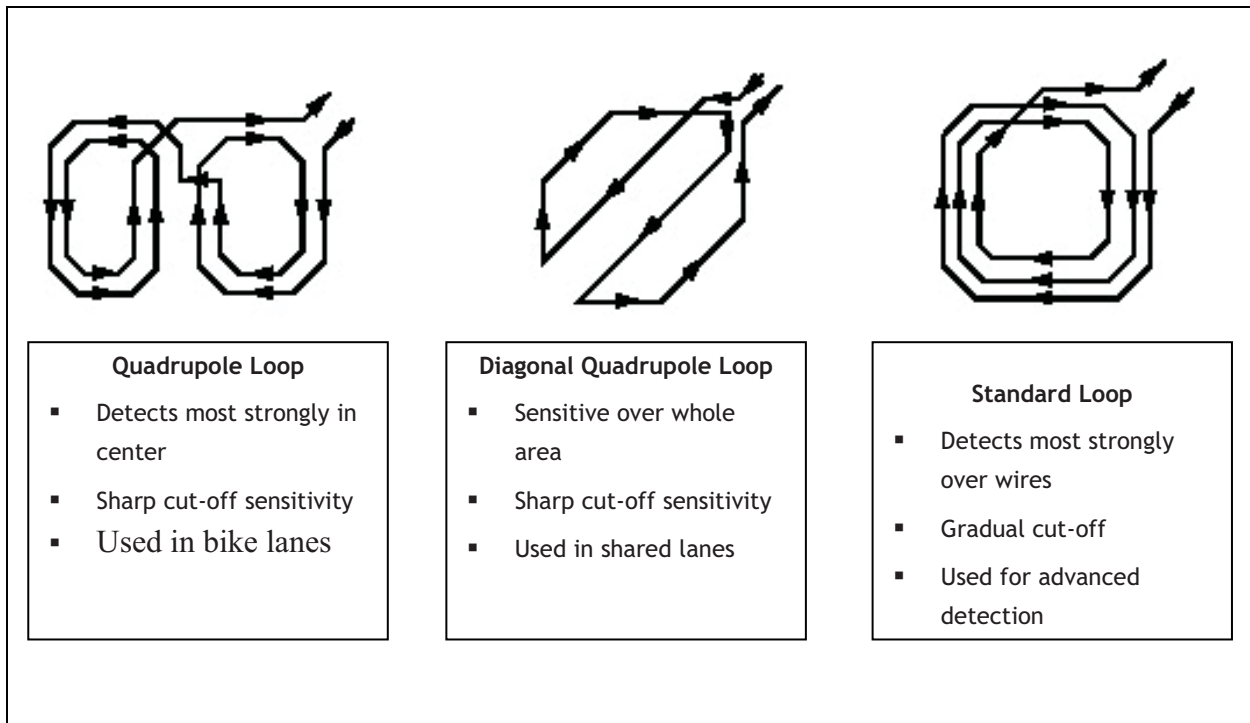 Quadrupole Loop
▪ Detects most strongly in
center
▪ Sharp cut-off sensitivity
▪ Used in bike lanes
Diagonal Quadrupole Loop
▪ Sensitive over whole
area
▪ Sharp cut-off sensitivity
▪ Used in shared lanes
Standard Loop
▪ Detects most strongly
over wires
▪ Gradual cut-off
▪ Used for advanced
detection